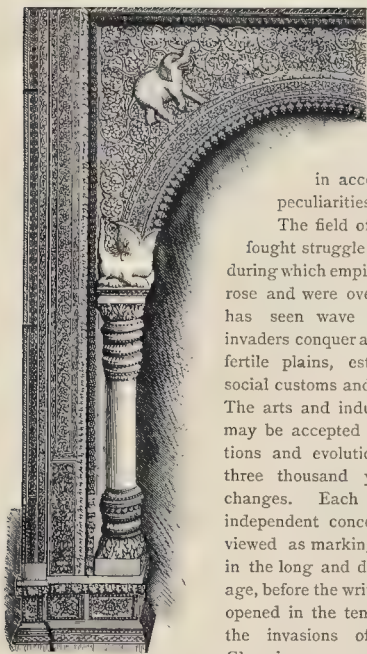 in acc
peculiarities
The field of
fought struggle
during which empi
rose and were ove
has seen wave
invaders conquer a
fertile plains, est
social customs and
The arts and indu
may be accepted
tions and evolutio
three thousand y
changes. Each
independent conce
viewed as marking
in the long and d
age, before the wri
opened in the ten
the invasions of